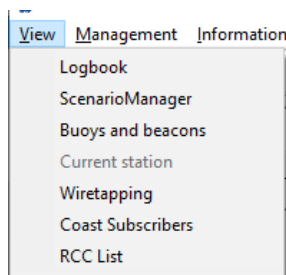 View Management Information
Logbook
ScenarioManager
Buoys and beacons
Current station
Wiretapping
Coast Subscribers
RCC List